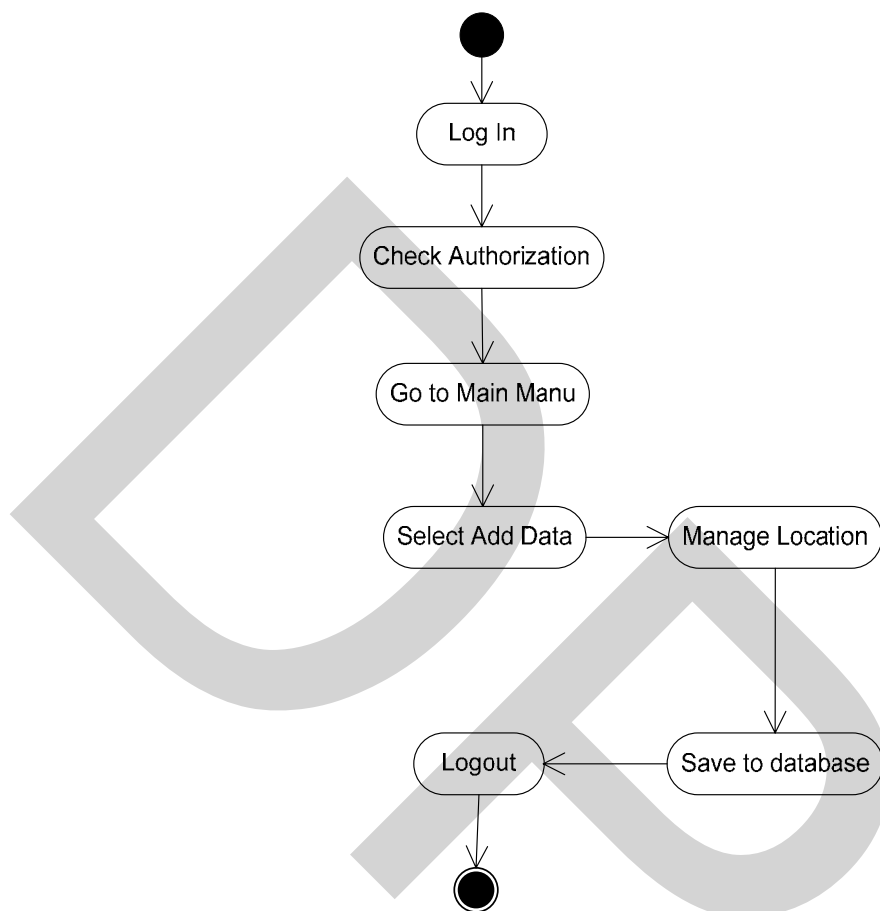 Log In
Check Authorization
Go to Main Manu
Select Add Data
Manage Location
Save to database
Logout